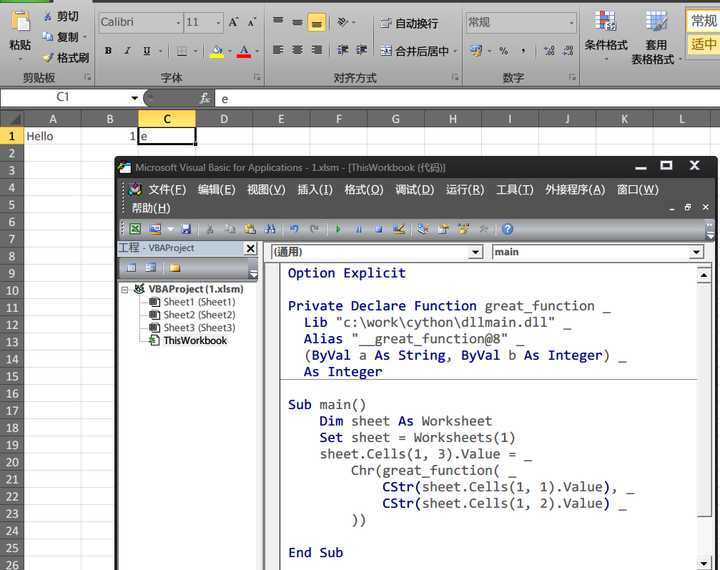 剪切
Calibri 11 A A 自动换行 常规 常规
粘贴 复制
格式刷 B I U A 合并后居中 % , .0 .00 条件格式 套用 适中
表格格式
剪贴板 字体 对齐方式 数字
C1 fx e
A B C D E F G H I J K L
1 Hello 1 e
2
3
4
5
6
7
8
9
10
11
12
13
14
15
16
17
18
19
20
21
22
23
24
25
26
Microsoft Visual Basic for Applications - 1.xlsm - [ThisWorkbook (代码)]
文件(F) 编辑(E) 视图(V) 插入(I) 格式(O) 调试(D) 运行(R) 工具(T) 外接程序(A) 窗口(W)
帮助(H)
工程 - VBAProject
VBAProject (1.xlsm)
Sheet1 (Sheet1)
Sheet2 (Sheet2)
Sheet3 (Sheet3)
ThisWorkbook
(通用) main
Option Explicit
Private Declare Function great_function _
Lib "c:\work\cython\dllmain.dll" _
Alias "__great_function@8" _
(ByVal a As String, ByVal b As Integer) _
As Integer
Sub main()
Dim sheet As Worksheet
Set sheet = Worksheets(1)
sheet.Cells(1, 3).Value = _
Chr(great_function( _
CStr(sheet.Cells(1, 1).Value), _
CStr(sheet.Cells(1, 2).Value) _
))
End Sub